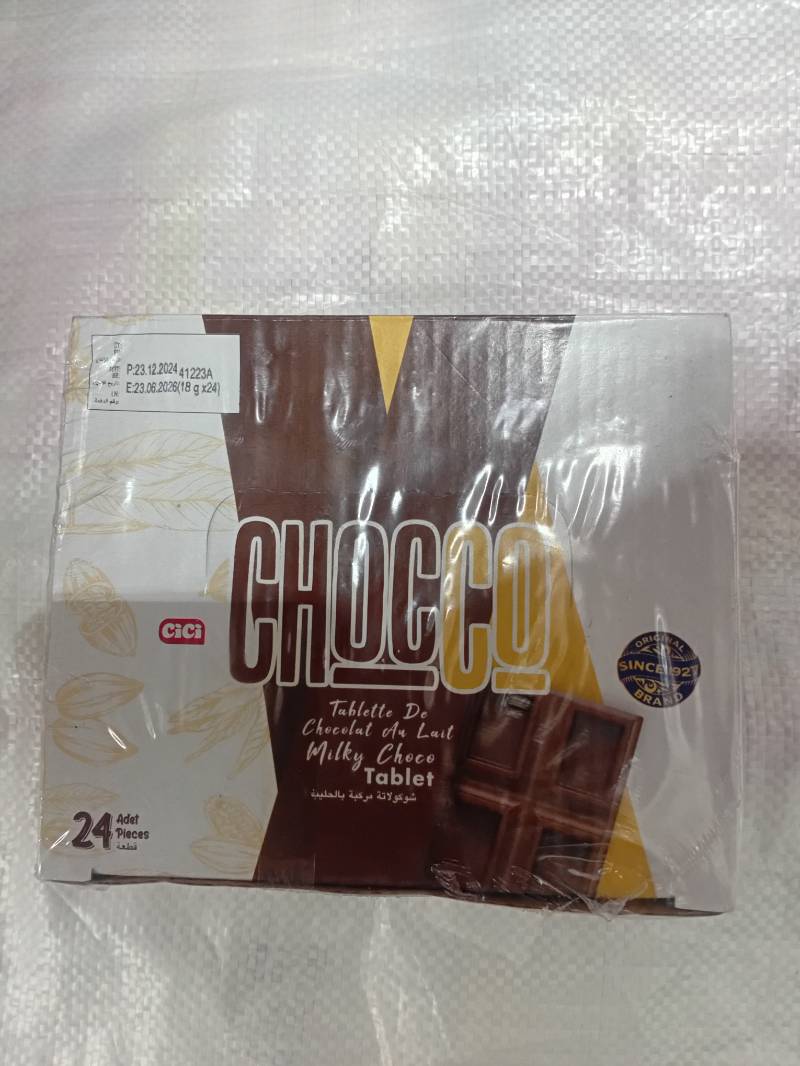 P:23.12.2024 41223A
E:23.06.2026(18 g x24)
CHOCCO
CiCi
ORIGINAL
SINCE 1927
BRAND
Tablette De
Chocolat Au Lait
Milky Choco
Tablet
شوكولاتة مركبة بالحليب
24 Adet
Pieces
قطعة